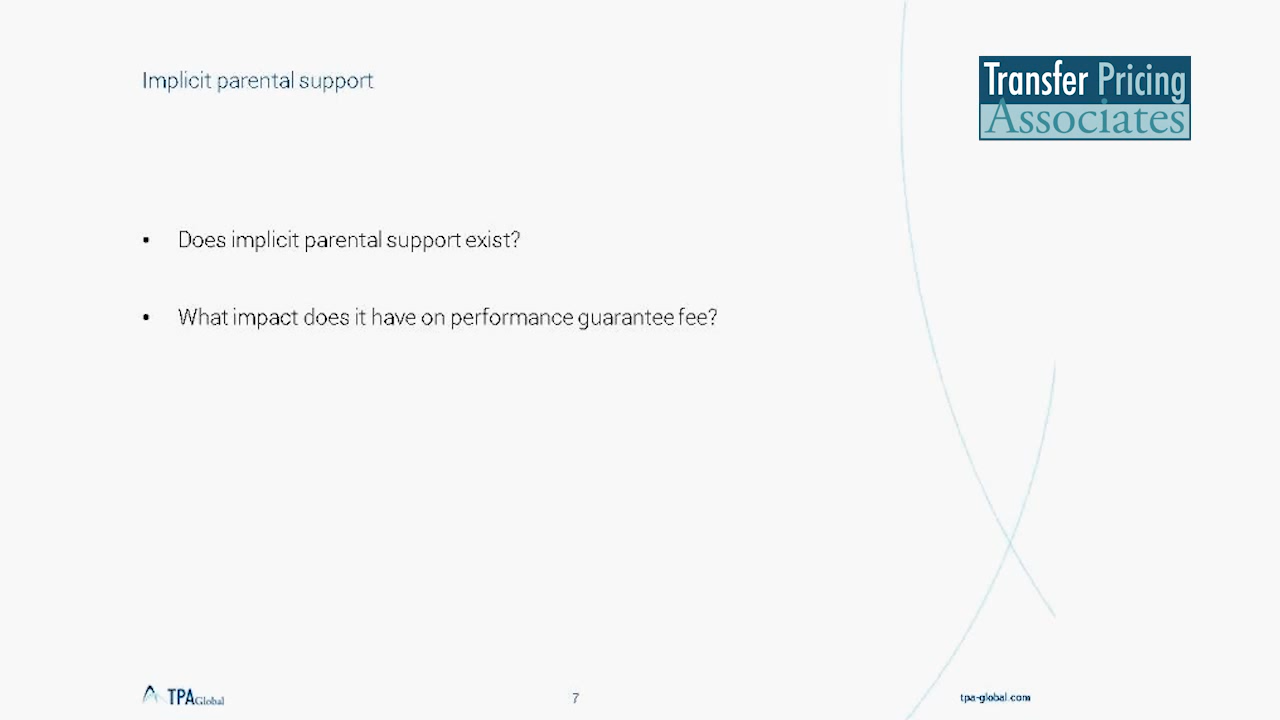 Implicit parental support
Transfer Pricing
Associates
• Does implicit parental support exist?
• What impact does it have on performance guarantee fee?
TPA Global
7
tpa-global.com